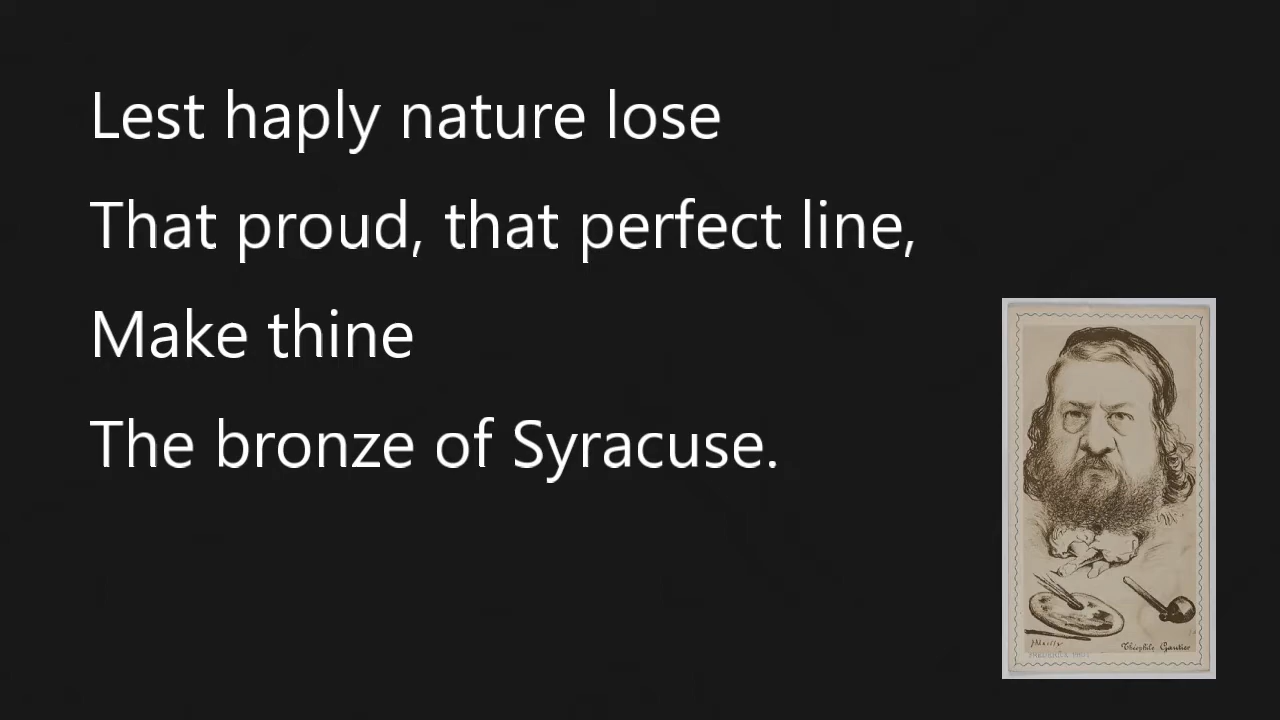 Lest haply nature lose
That proud, that perfect line,
Make thine
The bronze of Syracuse.
Théophile Gautier